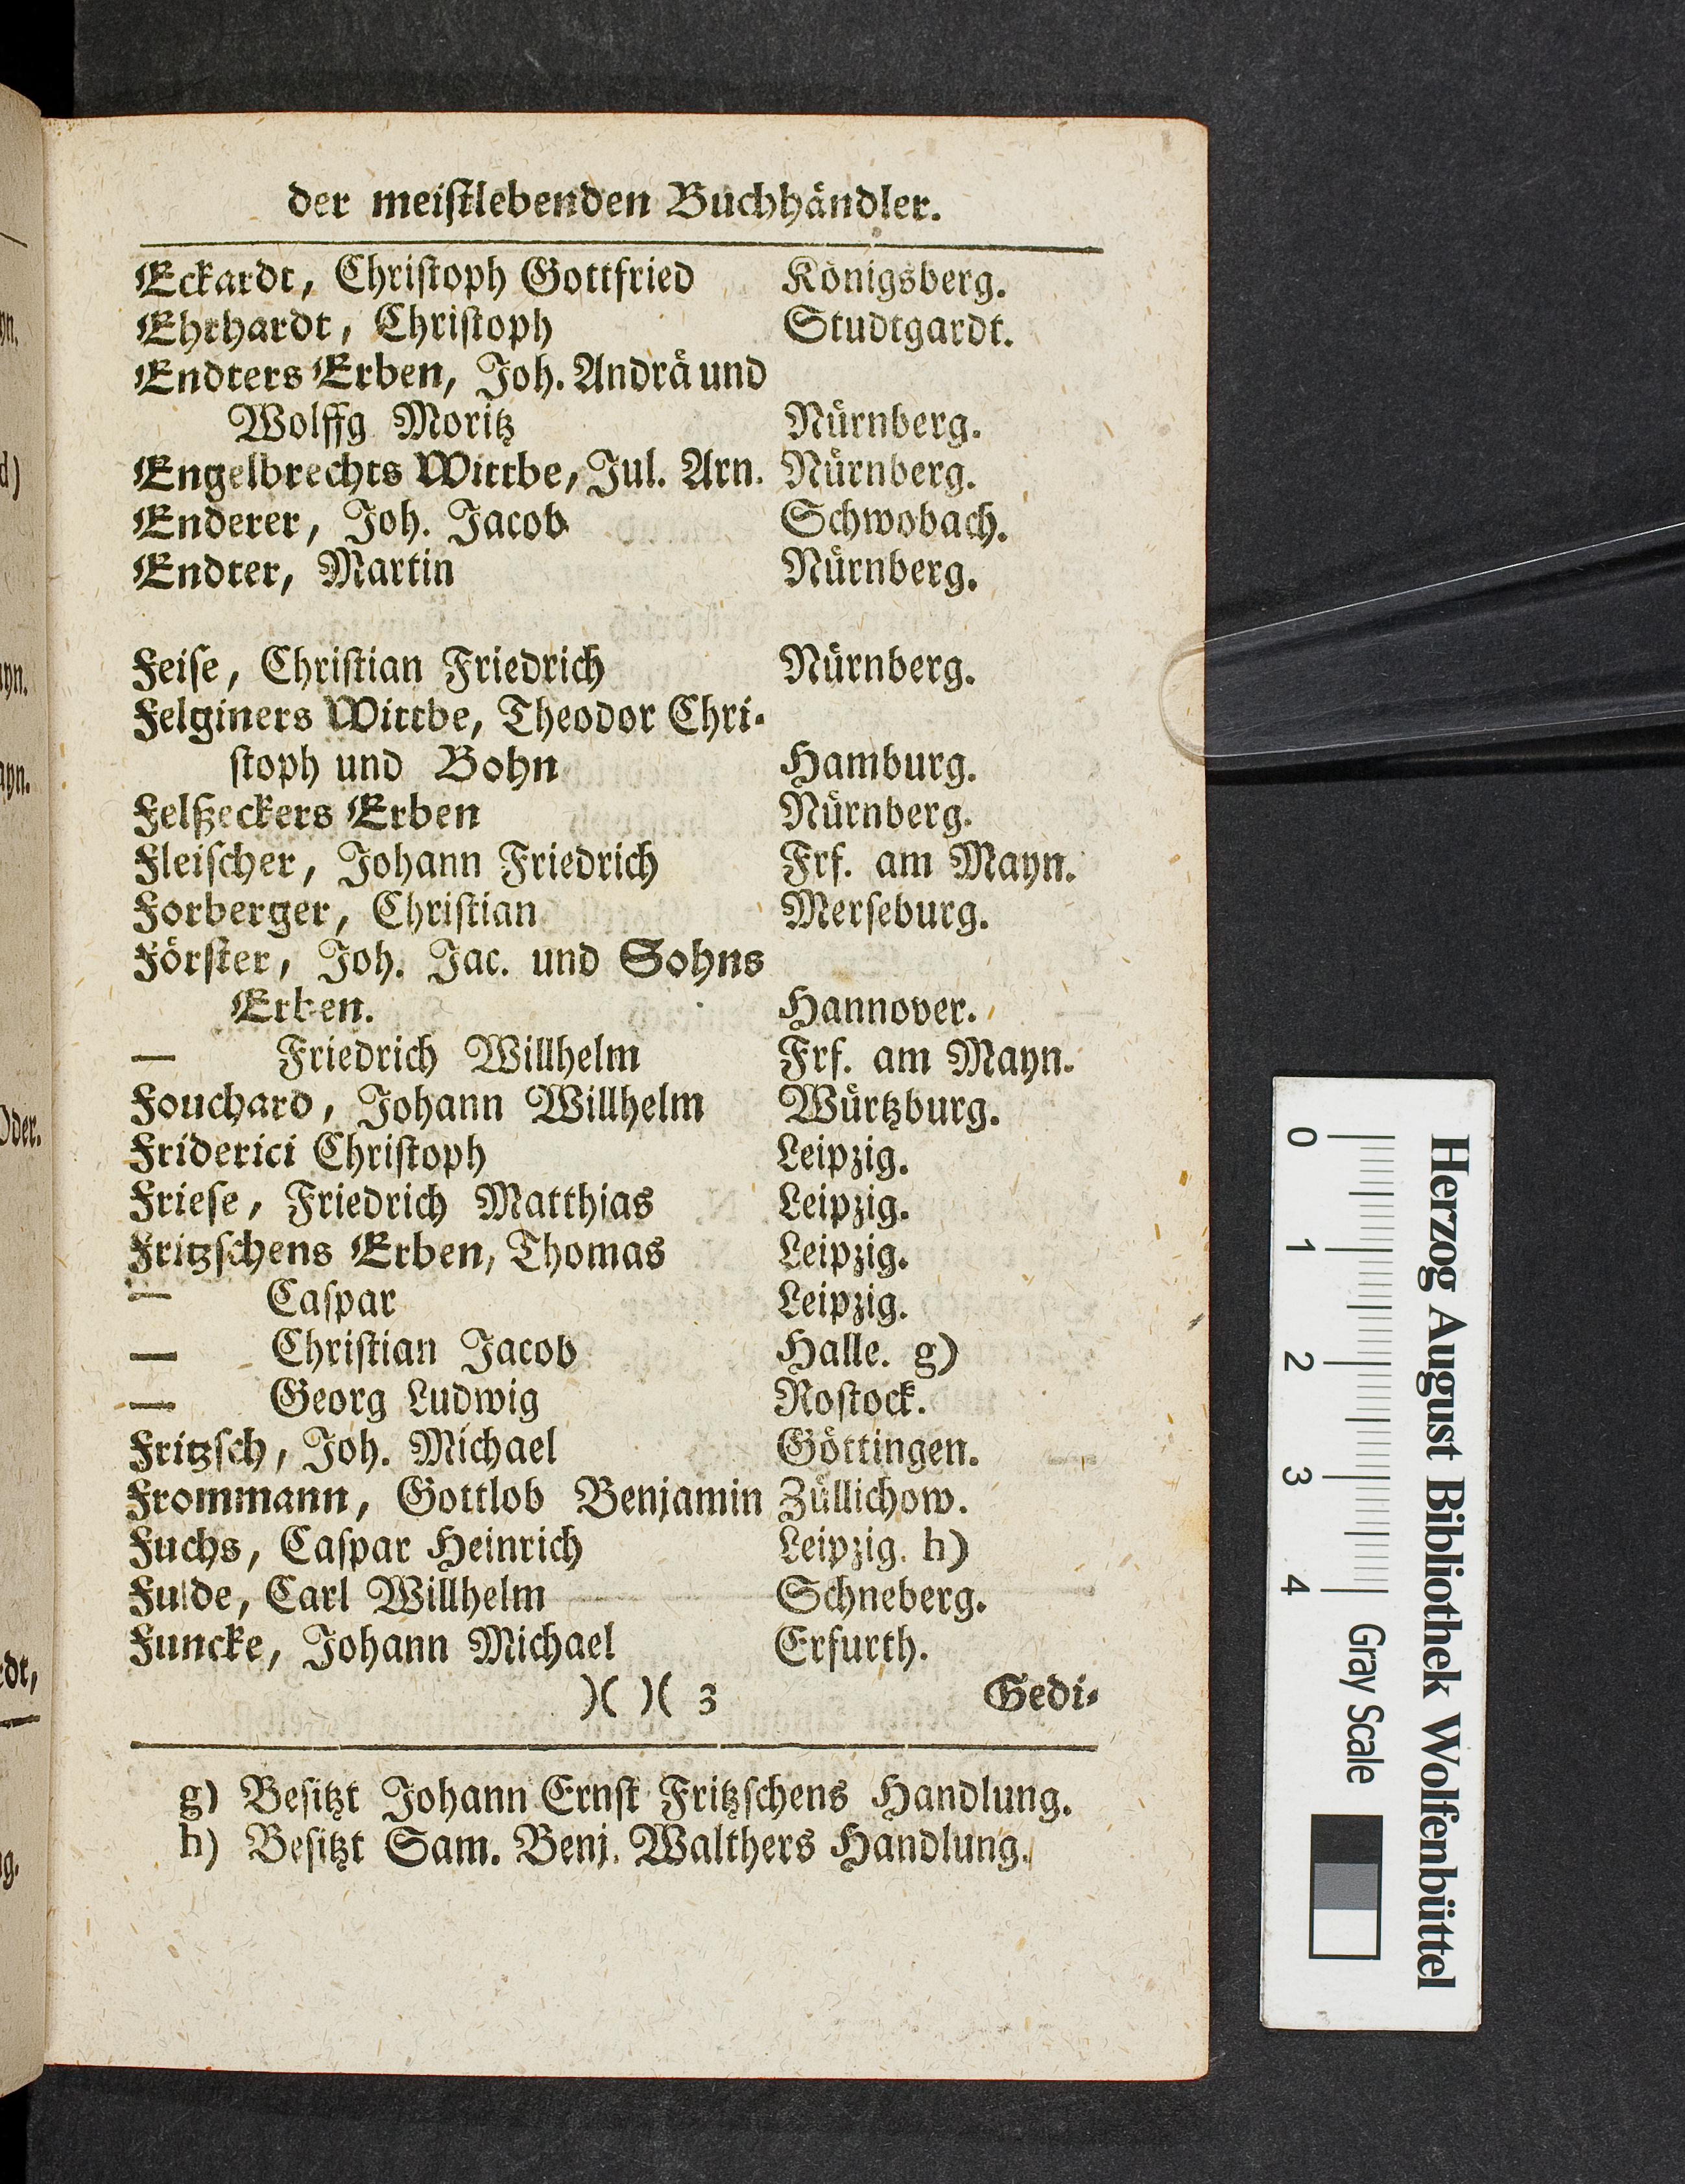 der meiſtlebenden Buchhändler.
Eckardt, Chriſtoph Gottfried Königsberg.
Ehrhardt, Chriſtoph Studtgardt.
Endters Erben, Joh. Andrä und
Wolffg Moritz Nürnberg.
Engelbrechts Wittbe, Jul. Arn. Nürnberg.
Enderer, Joh. Jacob Schwobach.
Endter, Martin Nürnberg.
Feiſe, Chriſtian Friedrich Nürnberg.
Felginers Wittbe, Theodor Chri-
ſtoph und Bohn Hamburg.
Felßeckers Erben Nürnberg.
Fleiſcher, Johann Friedrich Frf. am Mayn.
Forberger, Chriſtian Merſeburg.
Förſter, Joh. Jac. und Sohns
Erben. Hannover.
— Friedrich Willhelm Frf. am Mayn.
Fouchard, Johann Willhelm Würtzburg.
Friderici Chriſtoph Leipzig.
Frieſe, Friedrich Matthias Leipzig.
Fritzſchens Erben, Thomas Leipzig.
— Caſpar Leipzig.
— Chriſtian Jacob Halle. g)
— Georg Ludwig Roſtock.
Fritzſch, Joh. Michael Göttingen.
Frommann, Gottlob Benjamin Züllichow.
Fuchs, Caſpar Heinrich Leipzig. h)
Fulde, Carl Willhelm Schneberg.
Funcke, Johann Michael Erfurth.
)( )( 3 Gedi-
g) Beſitzt Johann Ernſt Fritzſchens Handlung.
h) Beſitzt Sam. Benj. Walthers Handlung.
Herzog August Bibliothek Wolfenbüttel
0 1 2 3 4 Gray Scale